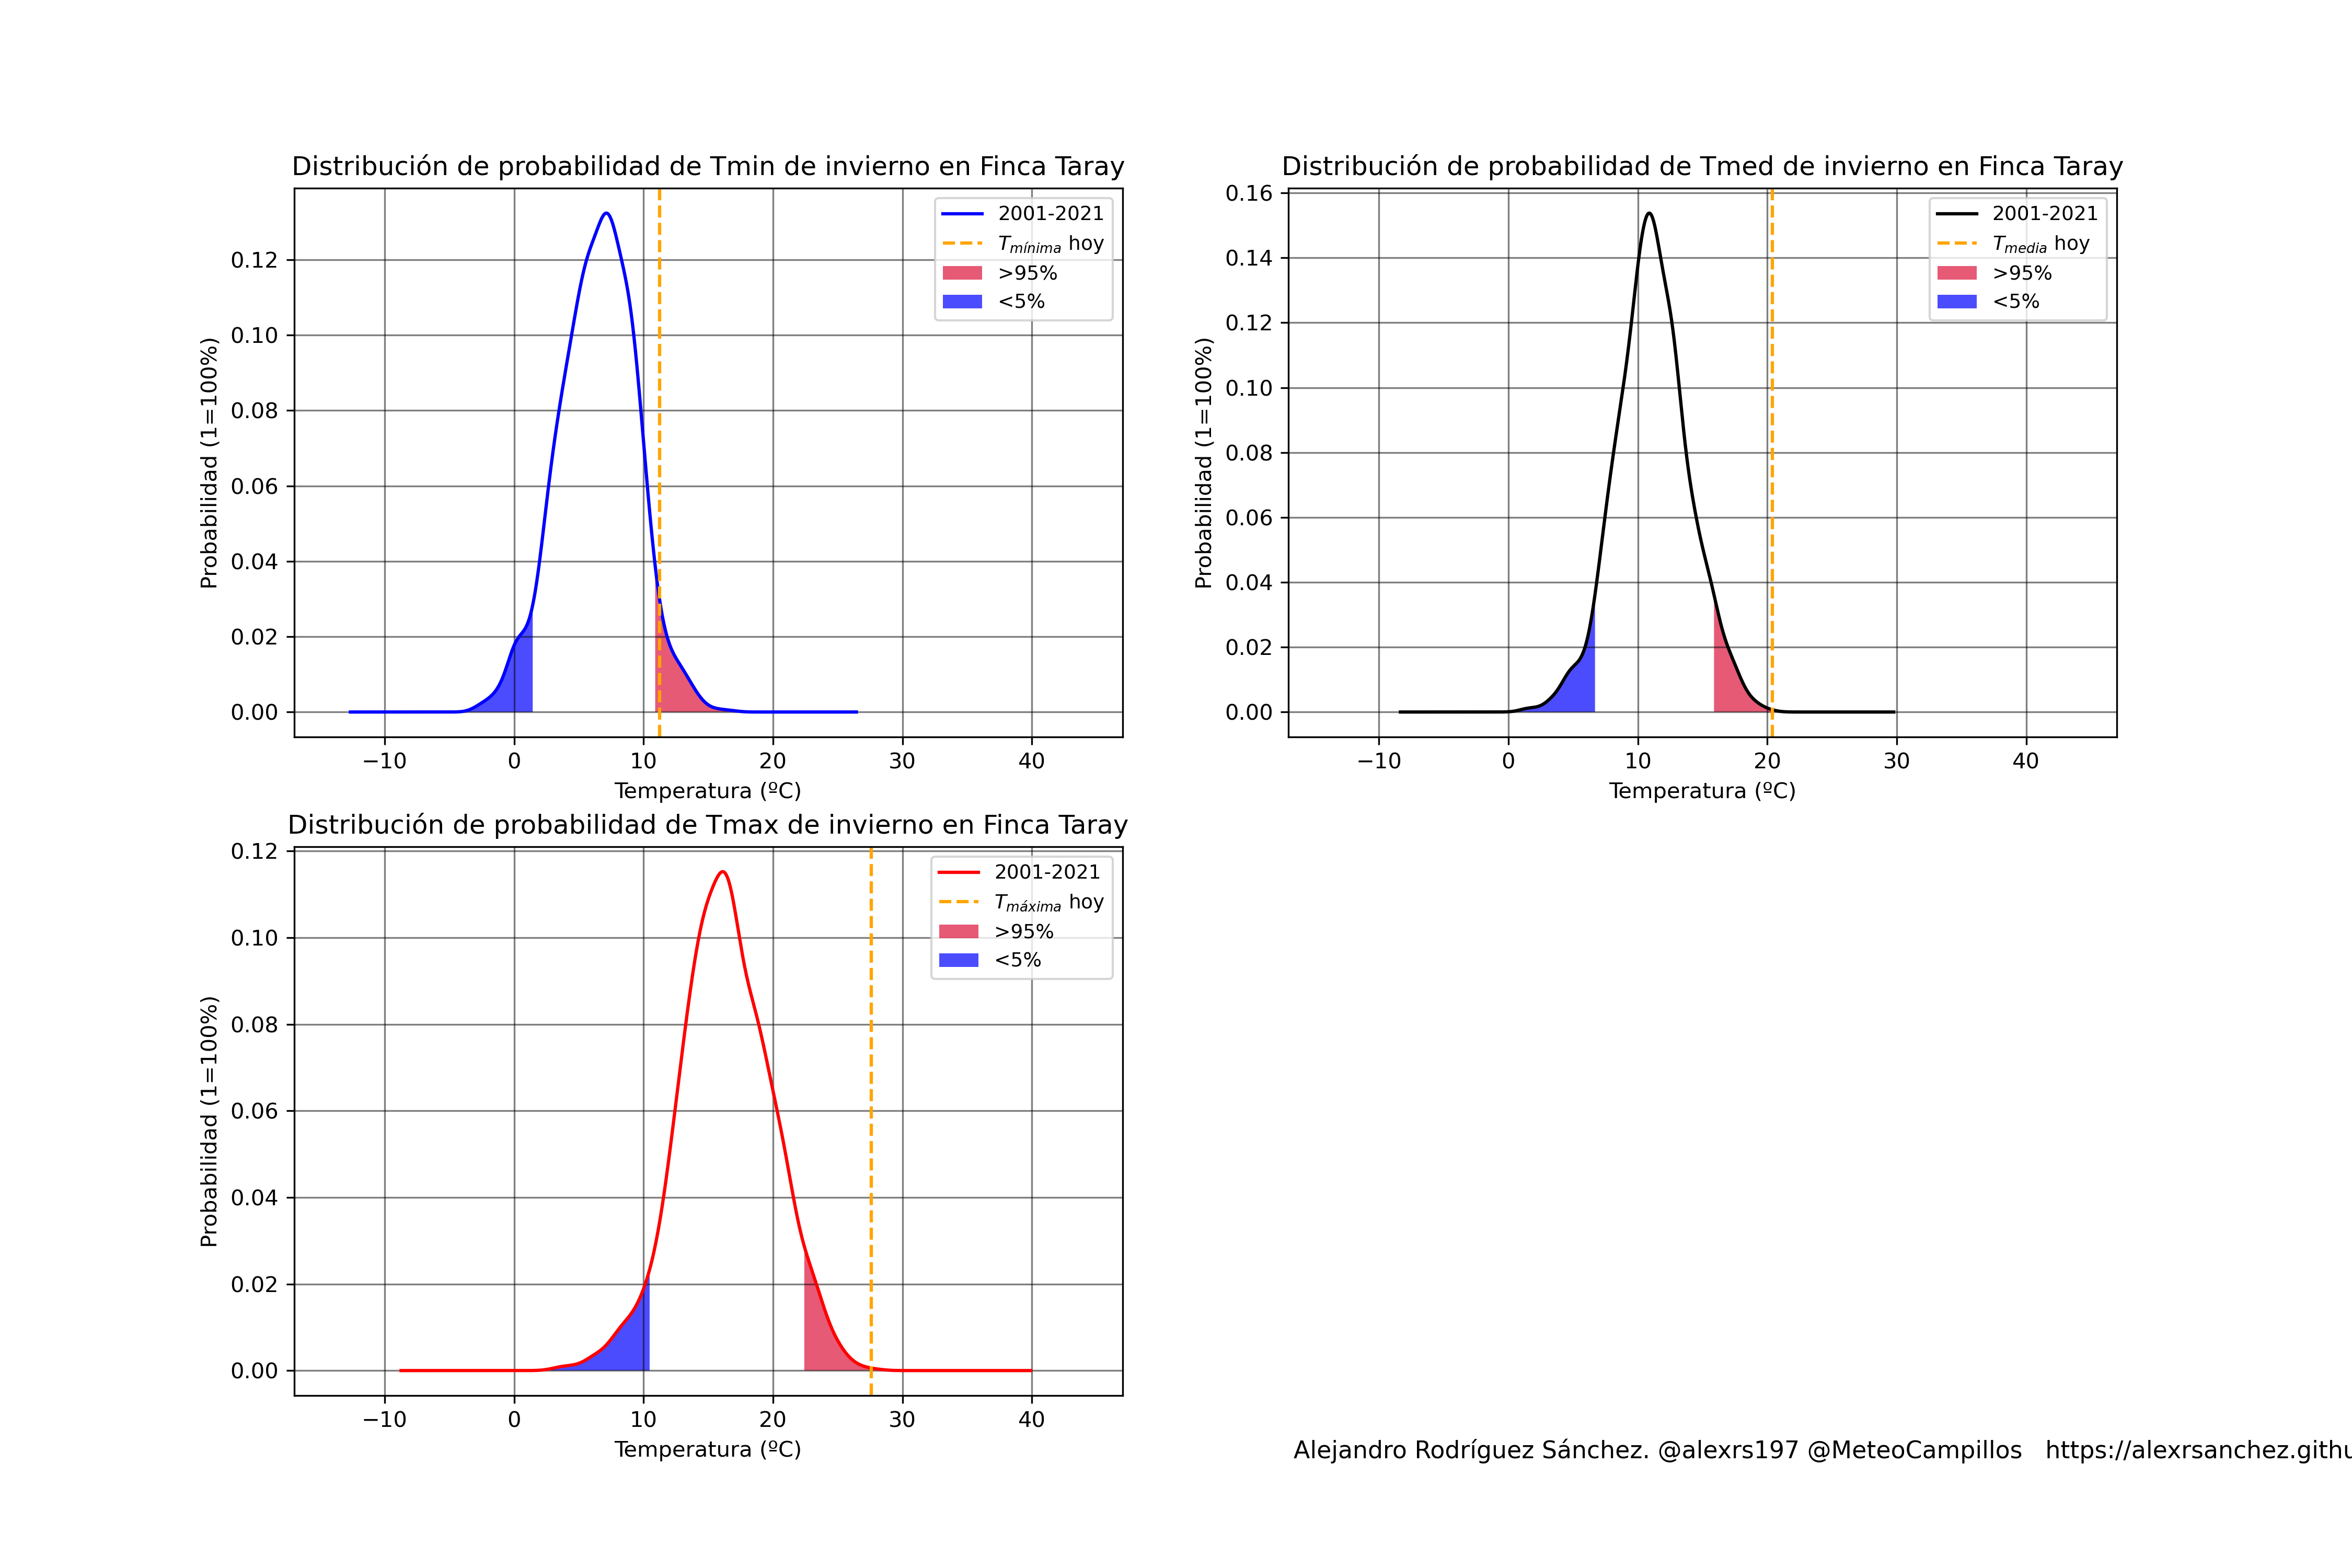 Distribución de probabilidad de Tmin de invierno en Finca Taray
Probabilidad (1=100%)
0.12
0.10
0.08
0.06
0.04
0.02
0.00
−10 0 10 20 30 40
Temperatura (ºC)
2001-2021
Tmínima hoy
>95%
<5%
Distribución de probabilidad de Tmed de invierno en Finca Taray
Probabilidad (1=100%)
0.16
0.14
0.12
0.10
0.08
0.06
0.04
0.02
0.00
−10 0 10 20 30 40
Temperatura (ºC)
2001-2021
Tmedia hoy
>95%
<5%
Distribución de probabilidad de Tmax de invierno en Finca Taray
Probabilidad (1=100%)
0.12
0.10
0.08
0.06
0.04
0.02
0.00
−10 0 10 20 30 40
Temperatura (ºC)
2001-2021
Tmáxima hoy
>95%
<5%
Alejandro Rodríguez Sánchez. @alexrs197 @MeteoCampillos https://alexrsanchez.githu